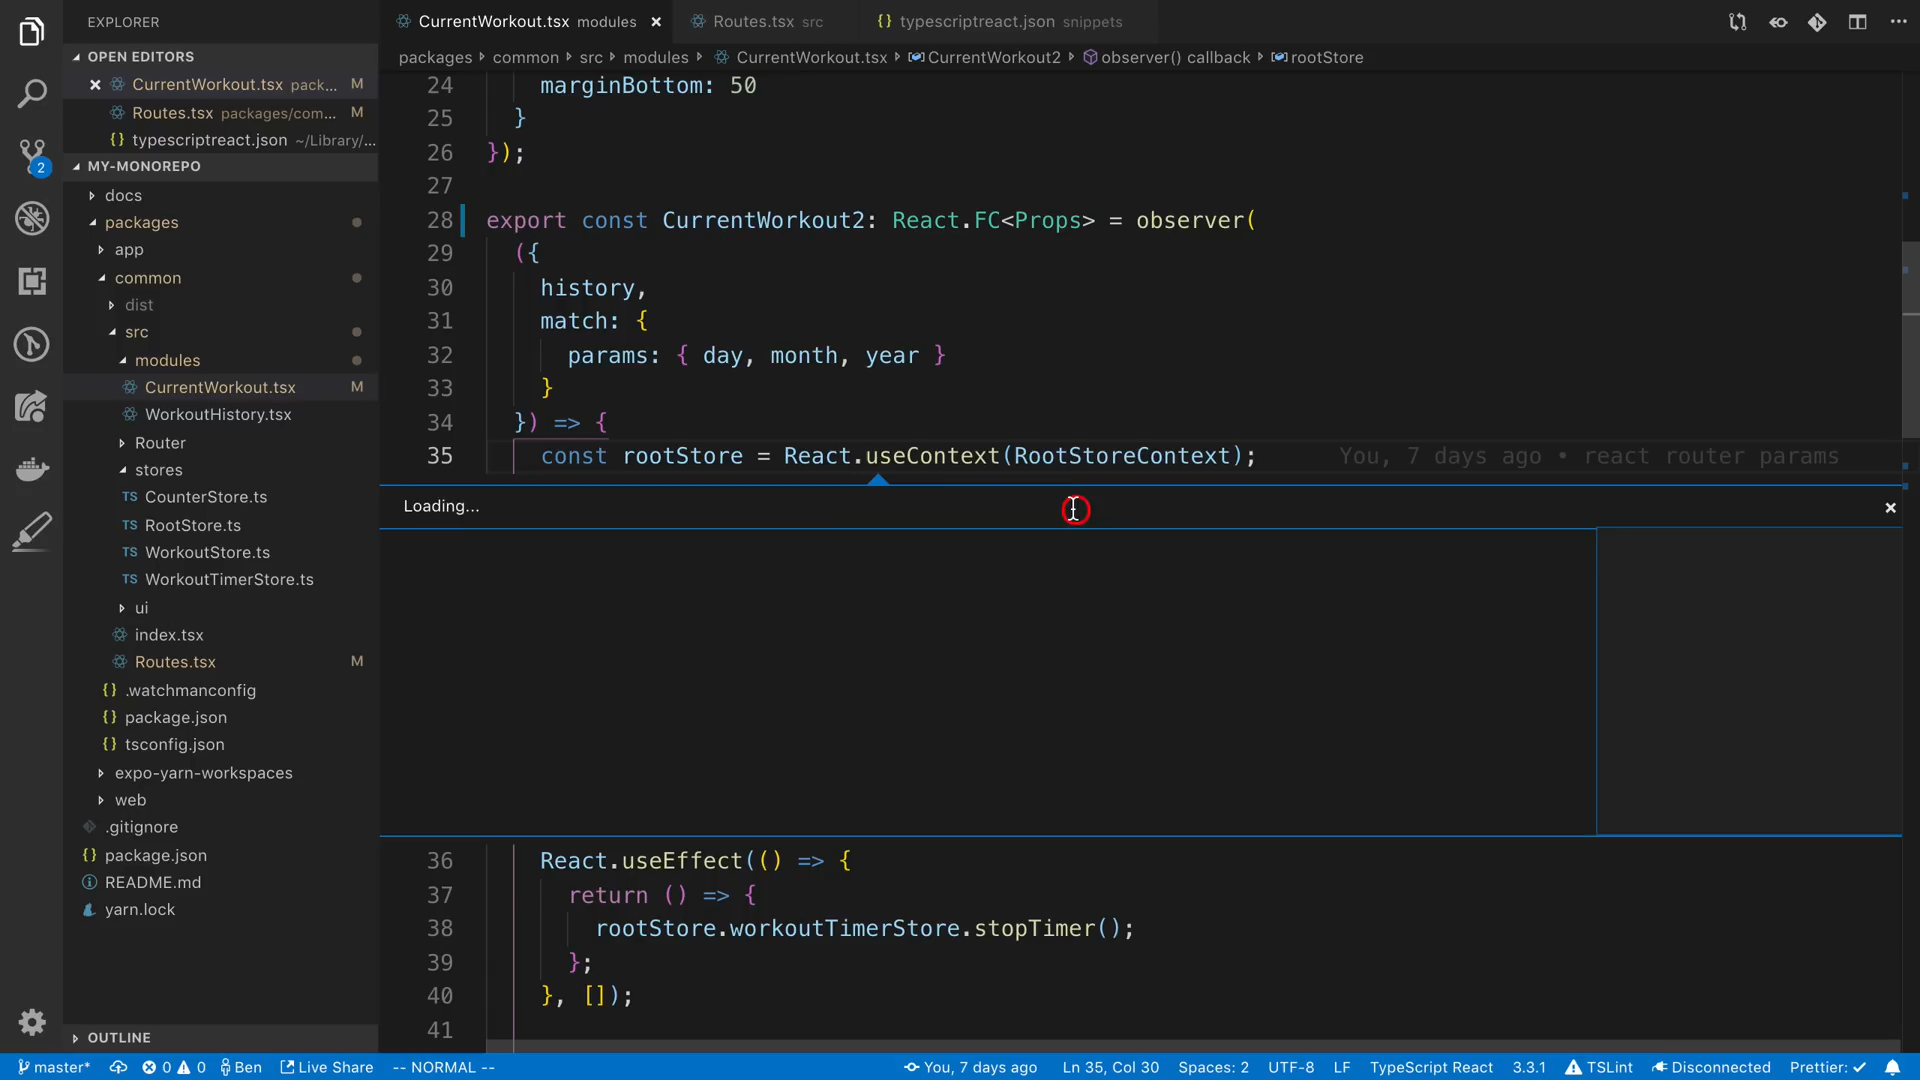 EXPLORER
OPEN EDITORS
CurrentWorkout.tsx pack... M
Routes.tsx packages/com... M
{} typescriptreact.json ~/Library/...
MY-MONOREPO
docs
packages
app
common
dist
src
modules
CurrentWorkout.tsx M
WorkoutHistory.tsx
Router
stores
TS CounterStore.ts
TS RootStore.ts
TS WorkoutStore.ts
TS WorkoutTimerStore.ts
ui
index.tsx
Routes.tsx M
{} .watchmanconfig
{} package.json
{} tsconfig.json
expo-yarn-workspaces
web
.gitignore
{} package.json
README.md
yarn.lock
OUTLINE
2
CurrentWorkout.tsx modules
Routes.tsx src
{} typescriptreact.json snippets
packages › common › src › modules › CurrentWorkout.tsx › CurrentWorkout2 › observer() callback › rootStore
24 marginBottom: 50
25 }
26 });
27
28 export const CurrentWorkout2: React.FC<Props> = observer(
29 ({
30 history,
31 match: {
32 params: { day, month, year }
33 }
34 }) => {
35 const rootStore = React.useContext(RootStoreContext); You, 7 days ago • react router params
Loading...
36 React.useEffect(() => {
37 return () => {
38 rootStore.workoutTimerStore.stopTimer();
39 };
40 }, []);
41
master* 0 0 Ben Live Share -- NORMAL -- You, 7 days ago Ln 35, Col 30 Spaces: 2 UTF-8 LF TypeScript React 3.3.1 TSLint Disconnected Prettier: ✓